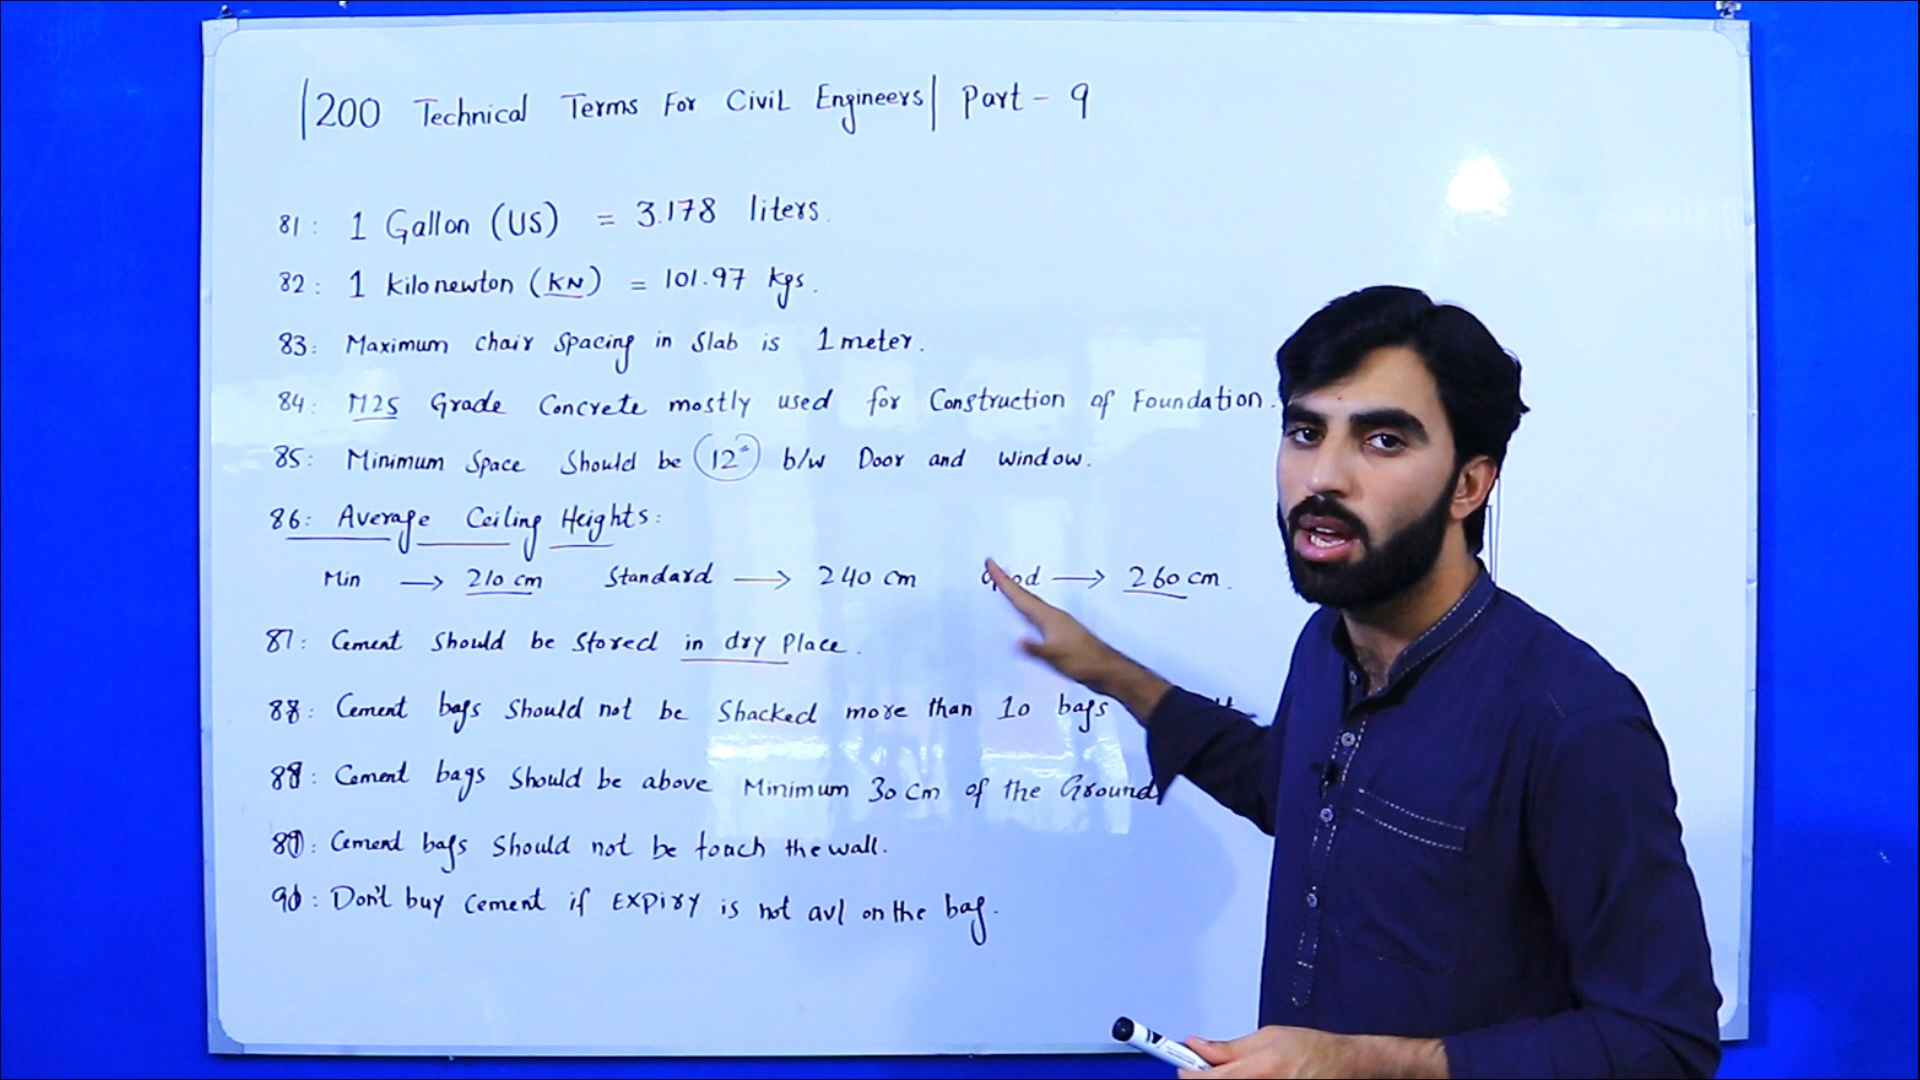 |200 Technical Terms For Civil Engineers| Part - 9
81: 1 Gallon (US) = 3.178 liters.
82: 1 kilonewton (KN) = 101.97 kgs.
83: Maximum chair Spacing in Slab is 1 meter.
84: M25 Grade Concrete mostly used for Construction of Foundation.
85: Minimum Space Should be 12" b/w Door and window.
86: Average Ceiling Heights:
Min → 210 cm Standard → 240 cm → 260 cm.
87: Cement Should be Stored in dry Place.
88: Cement bags Should not be Shacked more than 10 bags
Cement bags Should be above Minimum 30 cm of the Ground
Cement bags Should not be touch the wall.
Don't buy cement if Expiry is not avl on the bag.